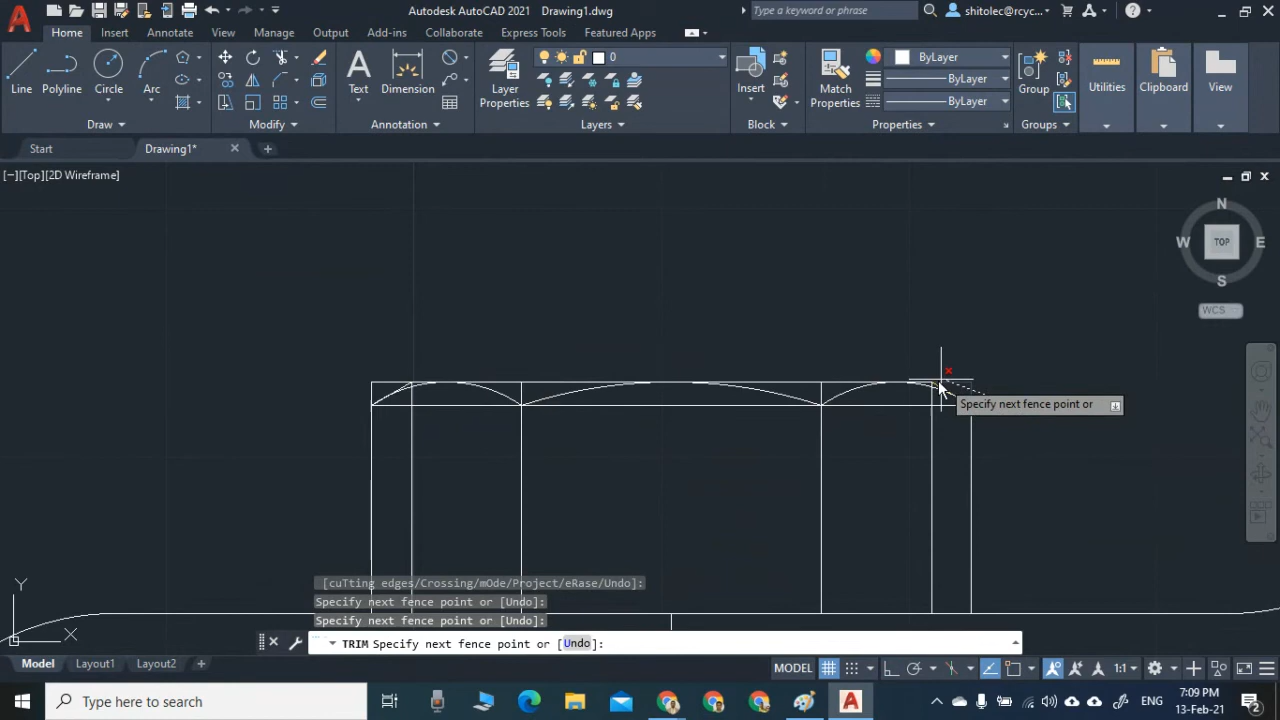 Autodesk AutoCAD 2021 Drawing1.dwg
Type a keyword or phrase
shitolec@rcyc...
Home Insert Annotate View Manage Output Add-ins Collaborate Express Tools Featured Apps
Line Polyline Circle Arc
Text Dimension
Layer Properties
0
Insert
Match Properties
ByLayer
ByLayer
ByLayer
Group
Utilities
Clipboard
View
Draw Modify Annotation Layers Block Properties Groups
Start Drawing1*
[−][Top][2D Wireframe]
N
W TOP E
S
WCS
Specify next fence point or
Y
X
[cuTting edges/Crossing/mOde/Project/eRase/Undo]:
Specify next fence point or [Undo]:
Specify next fence point or [Undo]:
TRIM Specify next fence point or [Undo]:
Model Layout1 Layout2
MODEL 1:1
Type here to search
ENG
7:09 PM
13-Feb-21
2